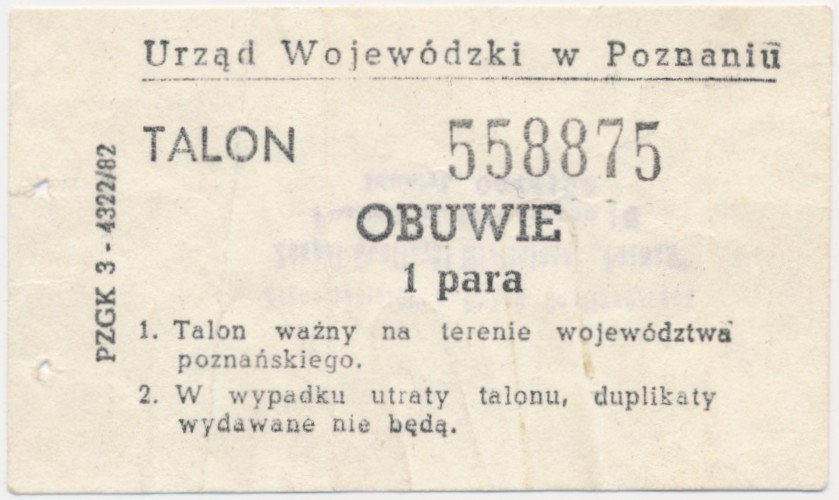 Urząd Wojewódzki w Poznaniu
TALON 558875
OBUWIE
1 para
1. Talon ważny na terenie województwa
poznańskiego.
2. W wypadku utraty talonu, duplikaty
wydawane nie będą.
PZGK 3 - 4322/82